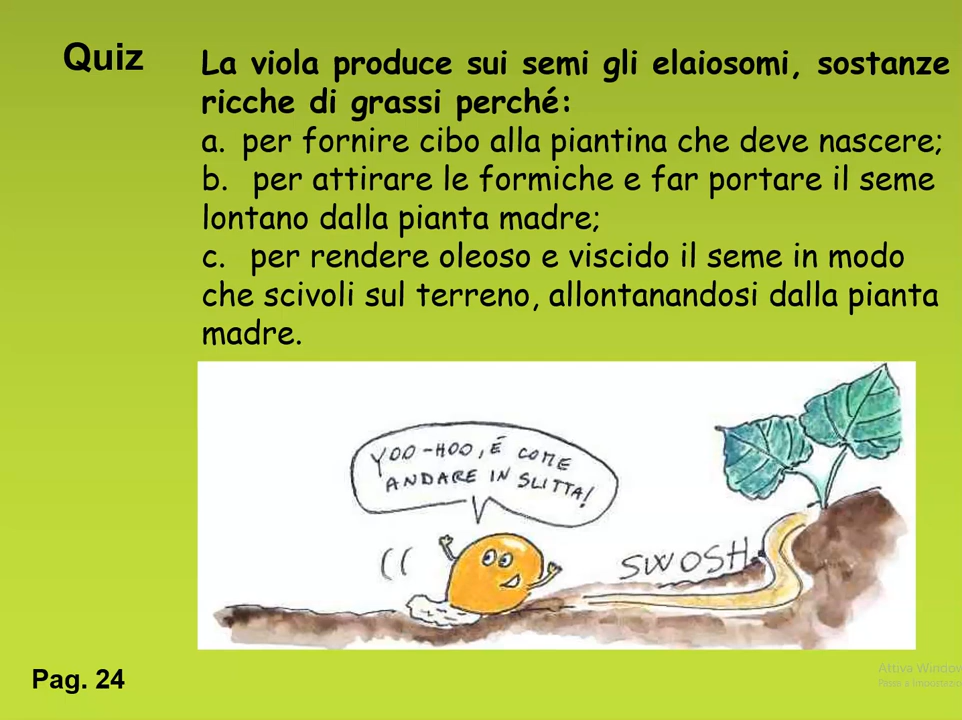 Quiz
La viola produce sui semi gli elaiosomi, sostanze
ricche di grassi perché:
a. per fornire cibo alla piantina che deve nascere;
b. per attirare le formiche e far portare il seme
lontano dalla pianta madre;
c. per rendere oleoso e viscido il seme in modo
che scivoli sul terreno, allontanandosi dalla pianta
madre.
YOO-HOO, É COME
ANDARE IN SLITTA!
SWOSH
Pag. 24
Attiva Window